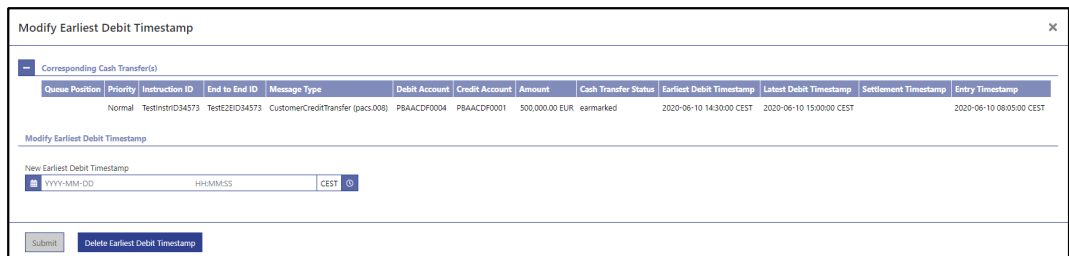 Modify Earliest Debit Timestamp ×
Corresponding Cash Transfer(s)
Queue Position Priority Instruction ID End to End ID Message Type Debit Account Credit Account Amount Cash Transfer Status Earliest Debit Timestamp Latest Debit Timestamp Settlement Timestamp Entry Timestamp
Normal TestInstrID34573 TestE2EID34573 CustomerCreditTransfer (pacs.008) PBAACDF0004 PBAACDF0001 500,000.00 EUR earmarked 2020-06-10 14:30:00 CEST 2020-06-10 15:00:00 CEST 2020-06-10 08:05:00 CEST
Modify Earliest Debit Timestamp
New Earliest Debit Timestamp
YYYY-MM-DD HH:MM:SS CEST
Submit Delete Earliest Debit Timestamp